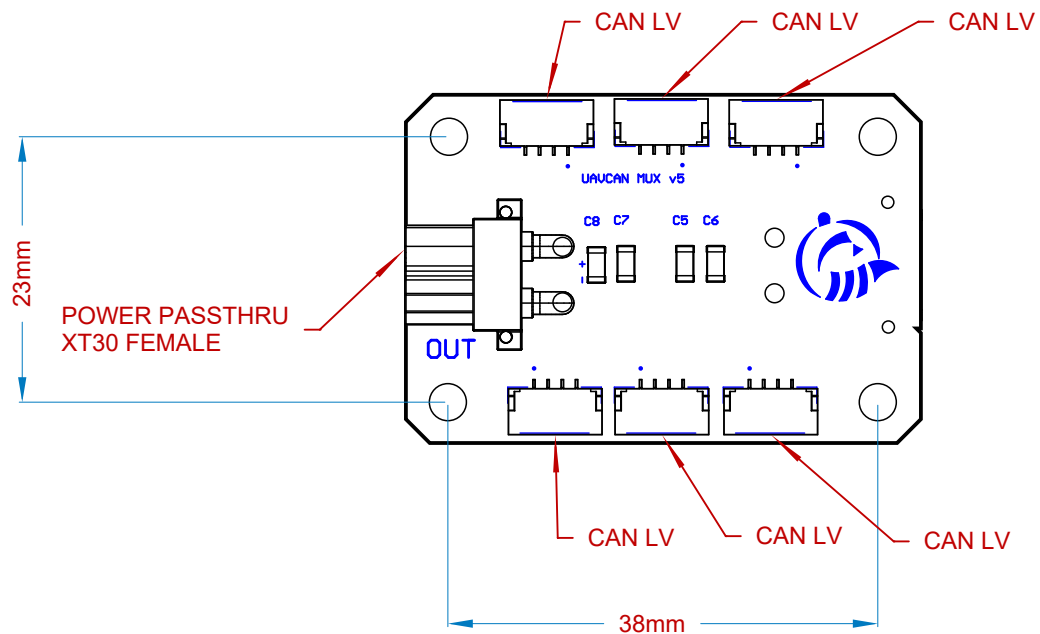 CAN LV
CAN LV
CAN LV
UAVCAN MUX v5
C8
C7
C5
C6
+
-
23mm
POWER PASSTHRU
XT30 FEMALE
OUT
CAN LV
CAN LV
CAN LV
38mm